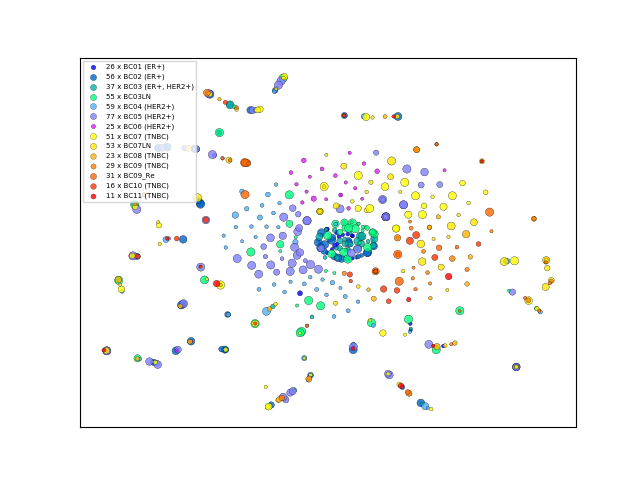 26 x BC01 (ER+)
56 x BC02 (ER+)
37 x BC03 (ER+, HER2+)
55 x BC03LN
59 x BC04 (HER2+)
77 x BC05 (HER2+)
25 x BC06 (HER2+)
51 x BC07 (TNBC)
53 x BC07LN
23 x BC08 (TNBC)
29 x BC09 (TNBC)
31 x BC09_Re
16 x BC10 (TNBC)
11 x BC11 (TNBC)